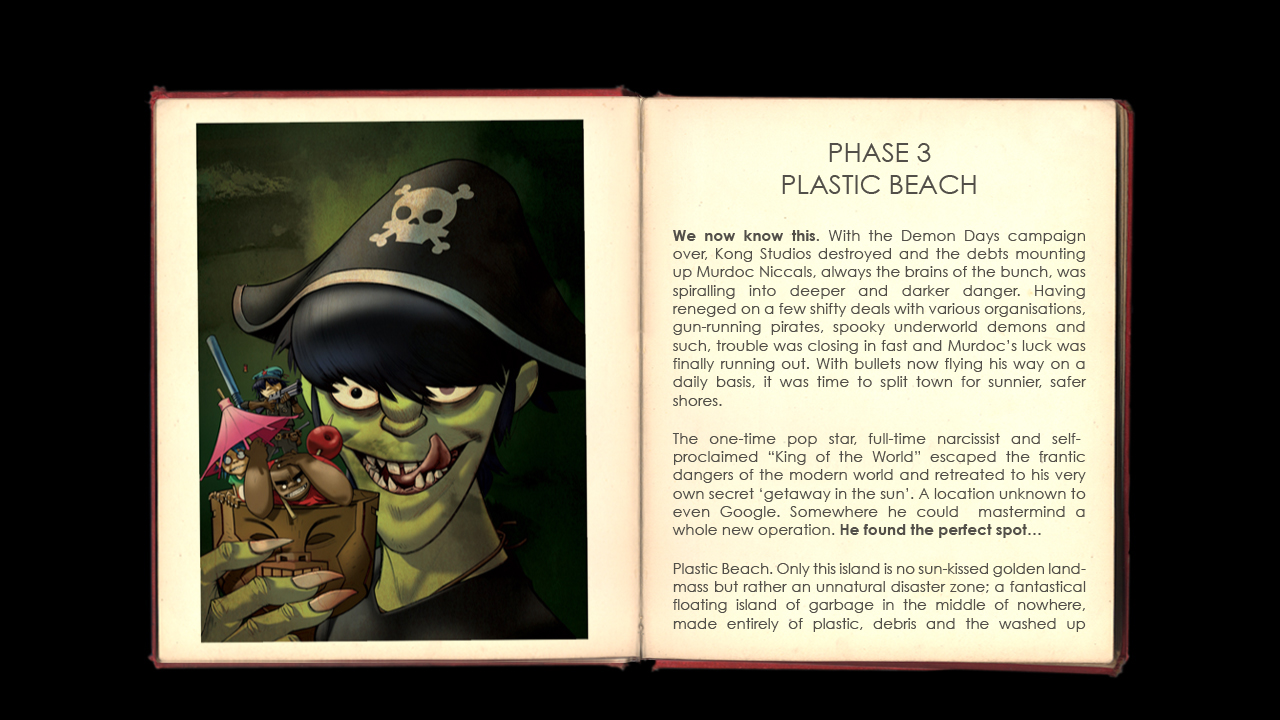 PHASE 3
PLASTIC BEACH
We now know this. With the Demon Days campaign
over, Kong Studios destroyed and the debts mounting
up Murdoc Niccals, always the brains of the bunch, was
spiralling into deeper and darker danger. Having
reneged on a few shifty deals with various organisations,
gun-running pirates, spooky underworld demons and
such, trouble was closing in fast and Murdoc's luck was
finally running out. With bullets now flying his way on a
daily basis, it was time to split town for sunnier, safer
shores.
The one-time pop star, full-time narcissist and self-
proclaimed “King of the World” escaped the frantic
dangers of the modern world and retreated to his very
own secret ‘getaway in the sun’. A location unknown to
even Google. Somewhere he could mastermind a
whole new operation. He found the perfect spot...
Plastic Beach. Only this island is no sun-kissed golden land-
mass but rather an unnatural disaster zone; a fantastical
floating island of garbage in the middle of nowhere,
made entirely of plastic, debris and the washed up